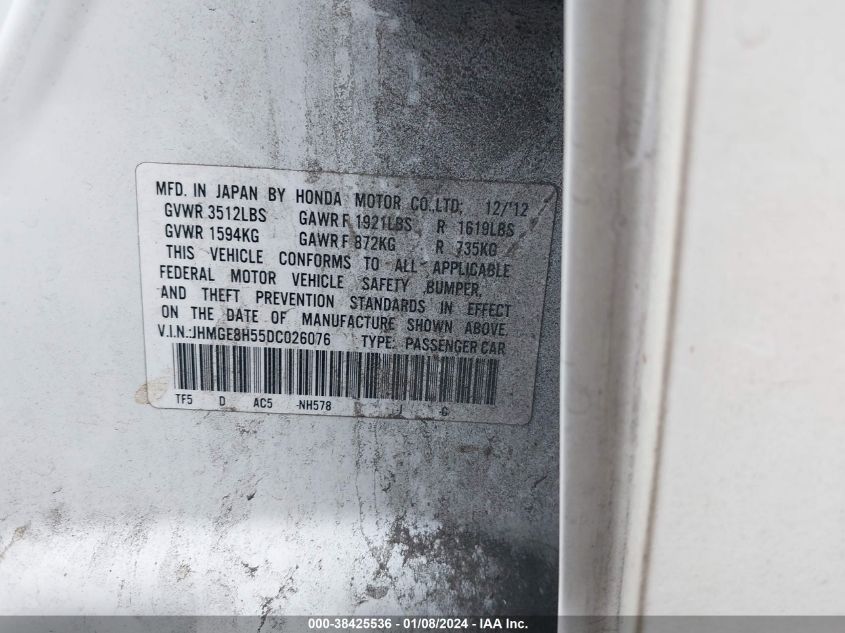 MFD. IN JAPAN BY HONDA MOTOR CO.,LTD. 12/'12
GVWR 3512LBS GAWR F 1921LBS R 1619LBS
GVWR 1594KG GAWR F 872KG R 735KG
THIS VEHICLE CONFORMS TO ALL APPLICABLE
FEDERAL MOTOR VEHICLE SAFETY ,BUMPER,
AND THEFT PREVENTION STANDARDS IN EFFECT
ON THE DATE OF MANUFACTURE SHOWN ABOVE.
V.I.N.:JHMGE8H55DC026076 TYPE: PASSENGER CAR
TF5 D AC5 NH578 J G
000-38425536 - 01/08/2024 - IAA Inc.